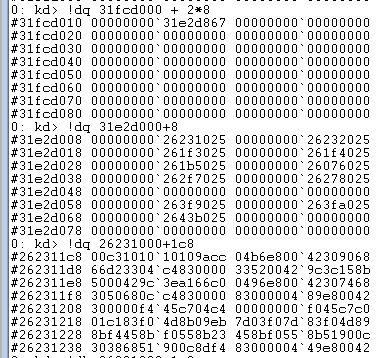 0: kd> !dq 31fcd000 + 2*8
#31fcd010 00000000`31e2d867 00000000`00000000
#31fcd020 00000000`00000000 00000000`00000000
#31fcd030 00000000`00000000 00000000`00000000
#31fcd040 00000000`00000000 00000000`00000000
#31fcd050 00000000`00000000 00000000`00000000
#31fcd060 00000000`00000000 00000000`00000000
#31fcd070 00000000`00000000 00000000`00000000
#31fcd080 00000000`00000000 00000000`00000000
0: kd> !dq 31e2d000+8
#31e2d008 00000000`26231025 00000000`26232025
#31e2d018 00000000`261f3025 00000000`261f4025
#31e2d028 00000000`261b5025 00000000`26076025
#31e2d038 00000000`262f7025 00000000`26278025
#31e2d048 00000000`00000000 00000000`00000000
#31e2d058 00000000`263f9025 00000000`263fa025
#31e2d068 00000000`2643b025 00000000`00000000
#31e2d078 00000000`00000000 00000000`00000000
0: kd> !dq 26231000+1c8
#262311c8 00c31010`10109acc 04b6e800`42309068
#262311d8 66d23304`c4830000 33520042`9c3c158b
#262311e8 5000429c`3ea166c0 0496e800`42307468
#262311f8 3050680c`c4830000 83000004`89e80042
#26231208 300000f4`45c704c4 00000000`f045c7c0
#26231218 01c183f0`4d8b09eb 7d03f07d`83f04d89
#26231228 8bf4458b`f0558b23 458bf055`8b51900c
#26231238 30386851`900c8df4 83000004`49e80042